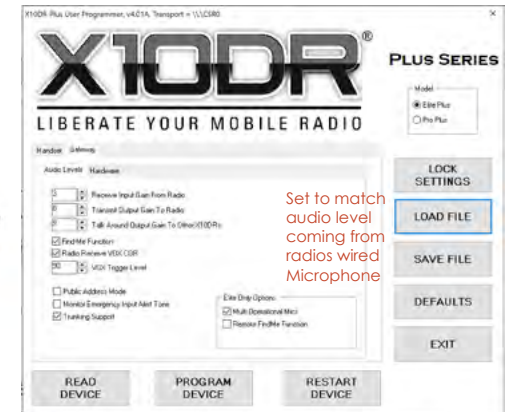 X10DR Plus User Programmer, v4.01A, Transport = \\\CSR0
X10DR®
LIBERATE YOUR MOBILE RADIO
PLUS SERIES
Model
Elite Plus
Pro Plus
Handset Gateway
Audio Levels Hardware
Receive Input Gain From Radio
Transmit Output Gain To Radio
Talk Around Output Gain To Other X10DRs
FindMe Function
Radio Receive VOX COR
VOX Trigger Level
Public Address Mode
Monitor Emergency Input Alert Tone
Trunking Support
Elite Only Options
Multi Operational Mics
Remote FindMe Function
Set to match
audio level
coming from
radios wired
Microphone
LOCK
SETTINGS
LOAD FILE
SAVE FILE
DEFAULTS
EXIT
READ
DEVICE
PROGRAM
DEVICE
RESTART
DEVICE